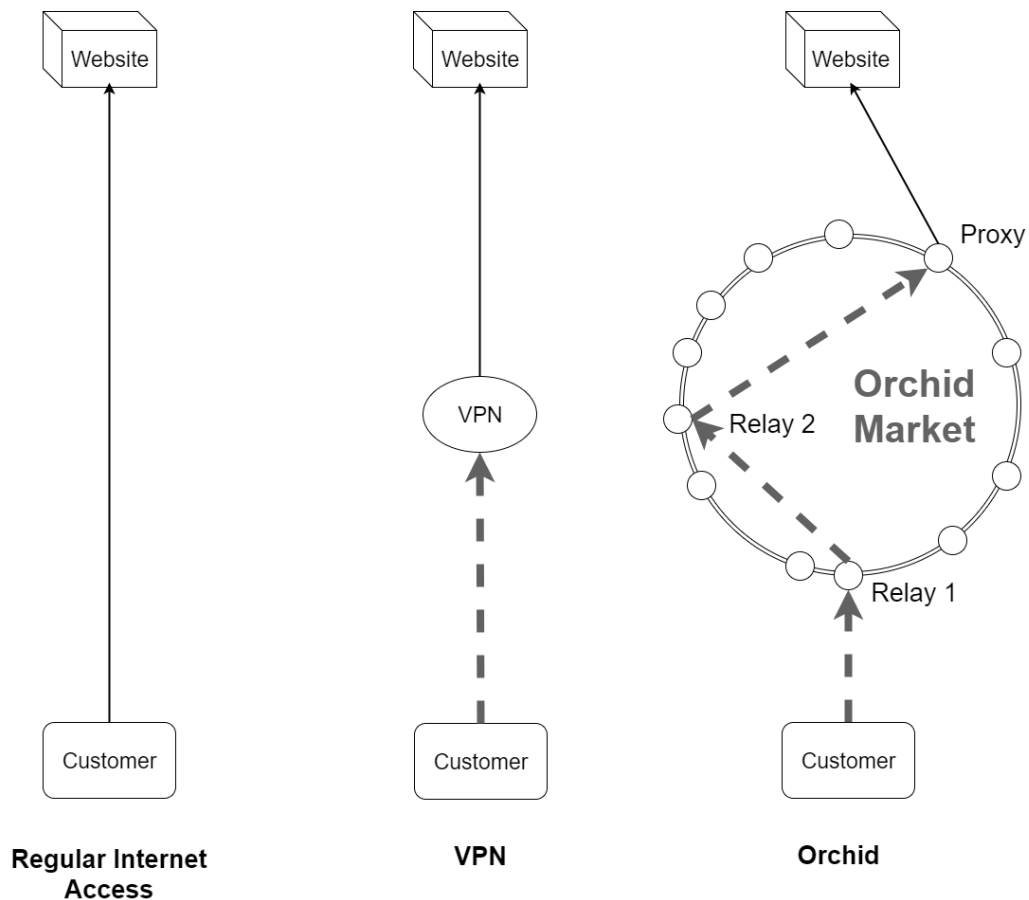 Website
Website
Website
Proxy
Orchid
Market
Relay 2
VPN
Relay 1
Customer
Customer
Customer
Regular Internet
Access
VPN
Orchid